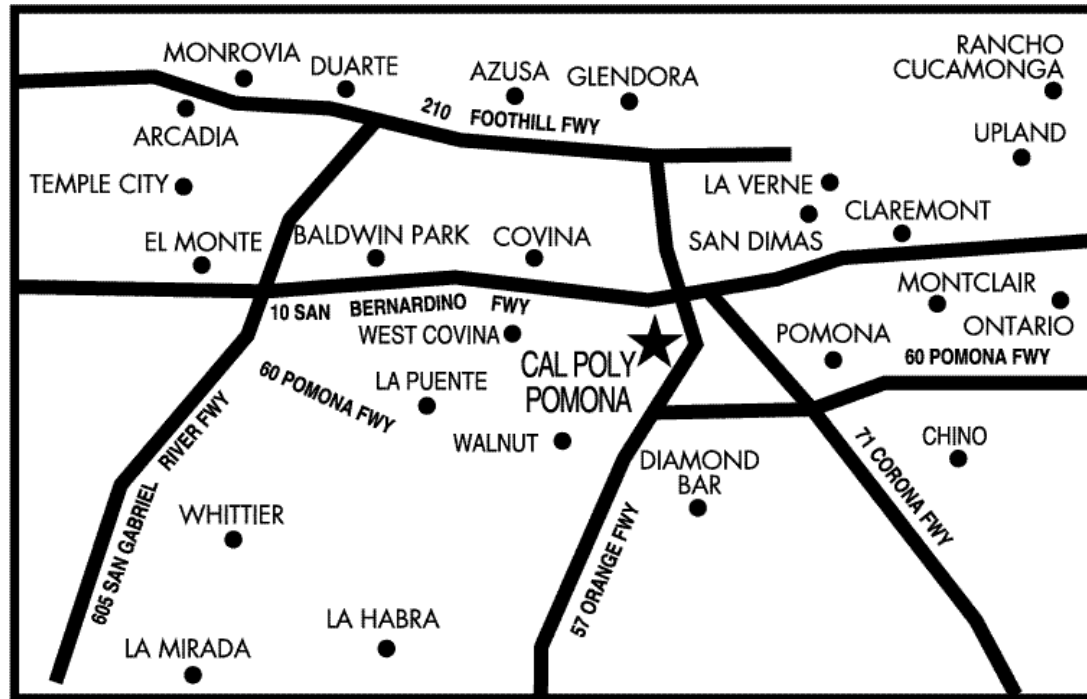 MONROVIA
DUARTE
AZUSA
GLENDORA
RANCHO
CUCAMONGA
210 FOOTHILL FWY
ARCADIA
UPLAND
TEMPLE CITY
LA VERNE
EL MONTE
BALDWIN PARK
COVINA
SAN DIMAS
CLAREMONT
10 SAN BERNARDINO FWY
MONTCLAIR
ONTARIO
WEST COVINA
POMONA
60 POMONA FWY
CAL POLY
POMONA
60 POMONA FWY
LA PUENTE
WALNUT
DIAMOND
BAR
CHINO
71 CORONA FWY
605 SAN GABRIEL RIVER FWY
WHITTIER
57 ORANGE FWY
LA HABRA
LA MIRADA